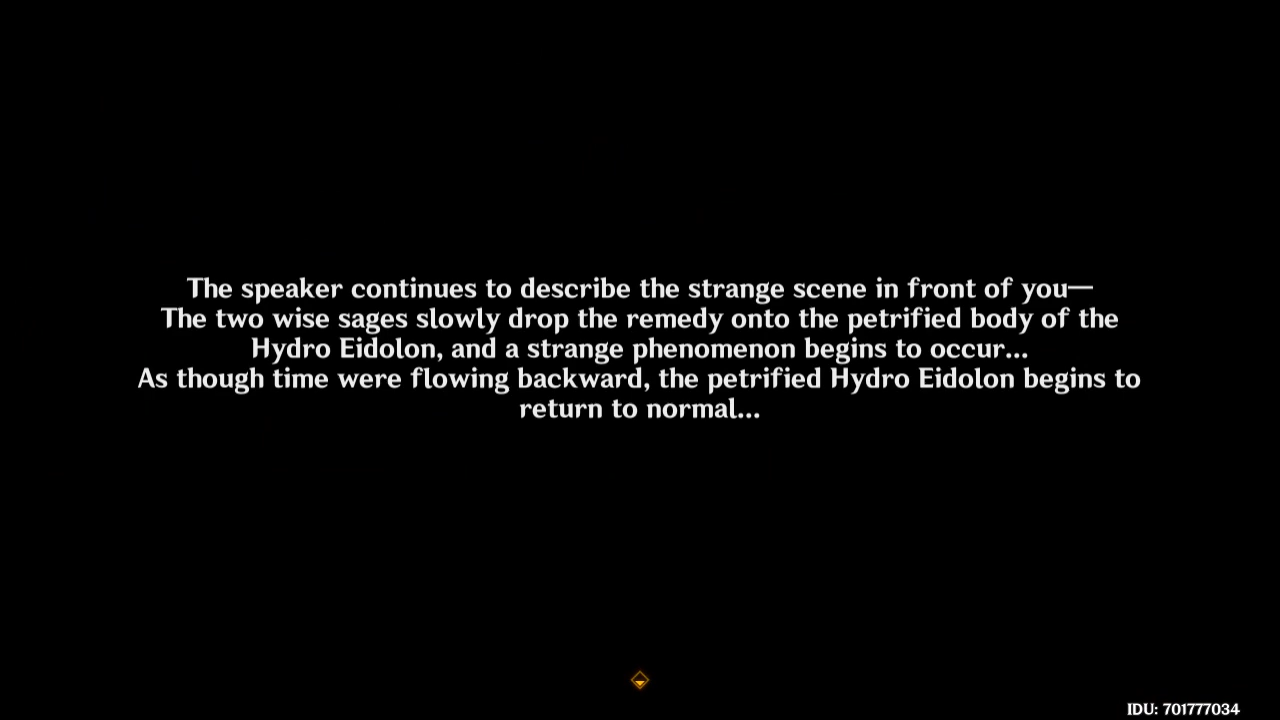 The speaker continues to describe the strange scene in front of you—
The two wise sages slowly drop the remedy onto the petrified body of the
Hydro Eidolon, and a strange phenomenon begins to occur...
As though time were flowing backward, the petrified Hydro Eidolon begins to
return to normal...
IDU: 701777034